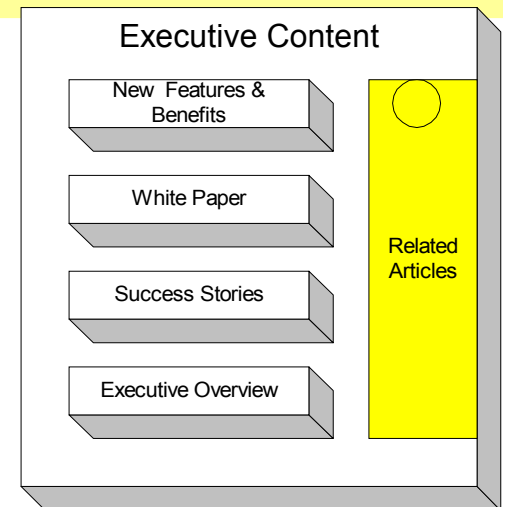 Executive Content
New Features &
Benefits
White Paper
Success Stories
Executive Overview
Related
Articles